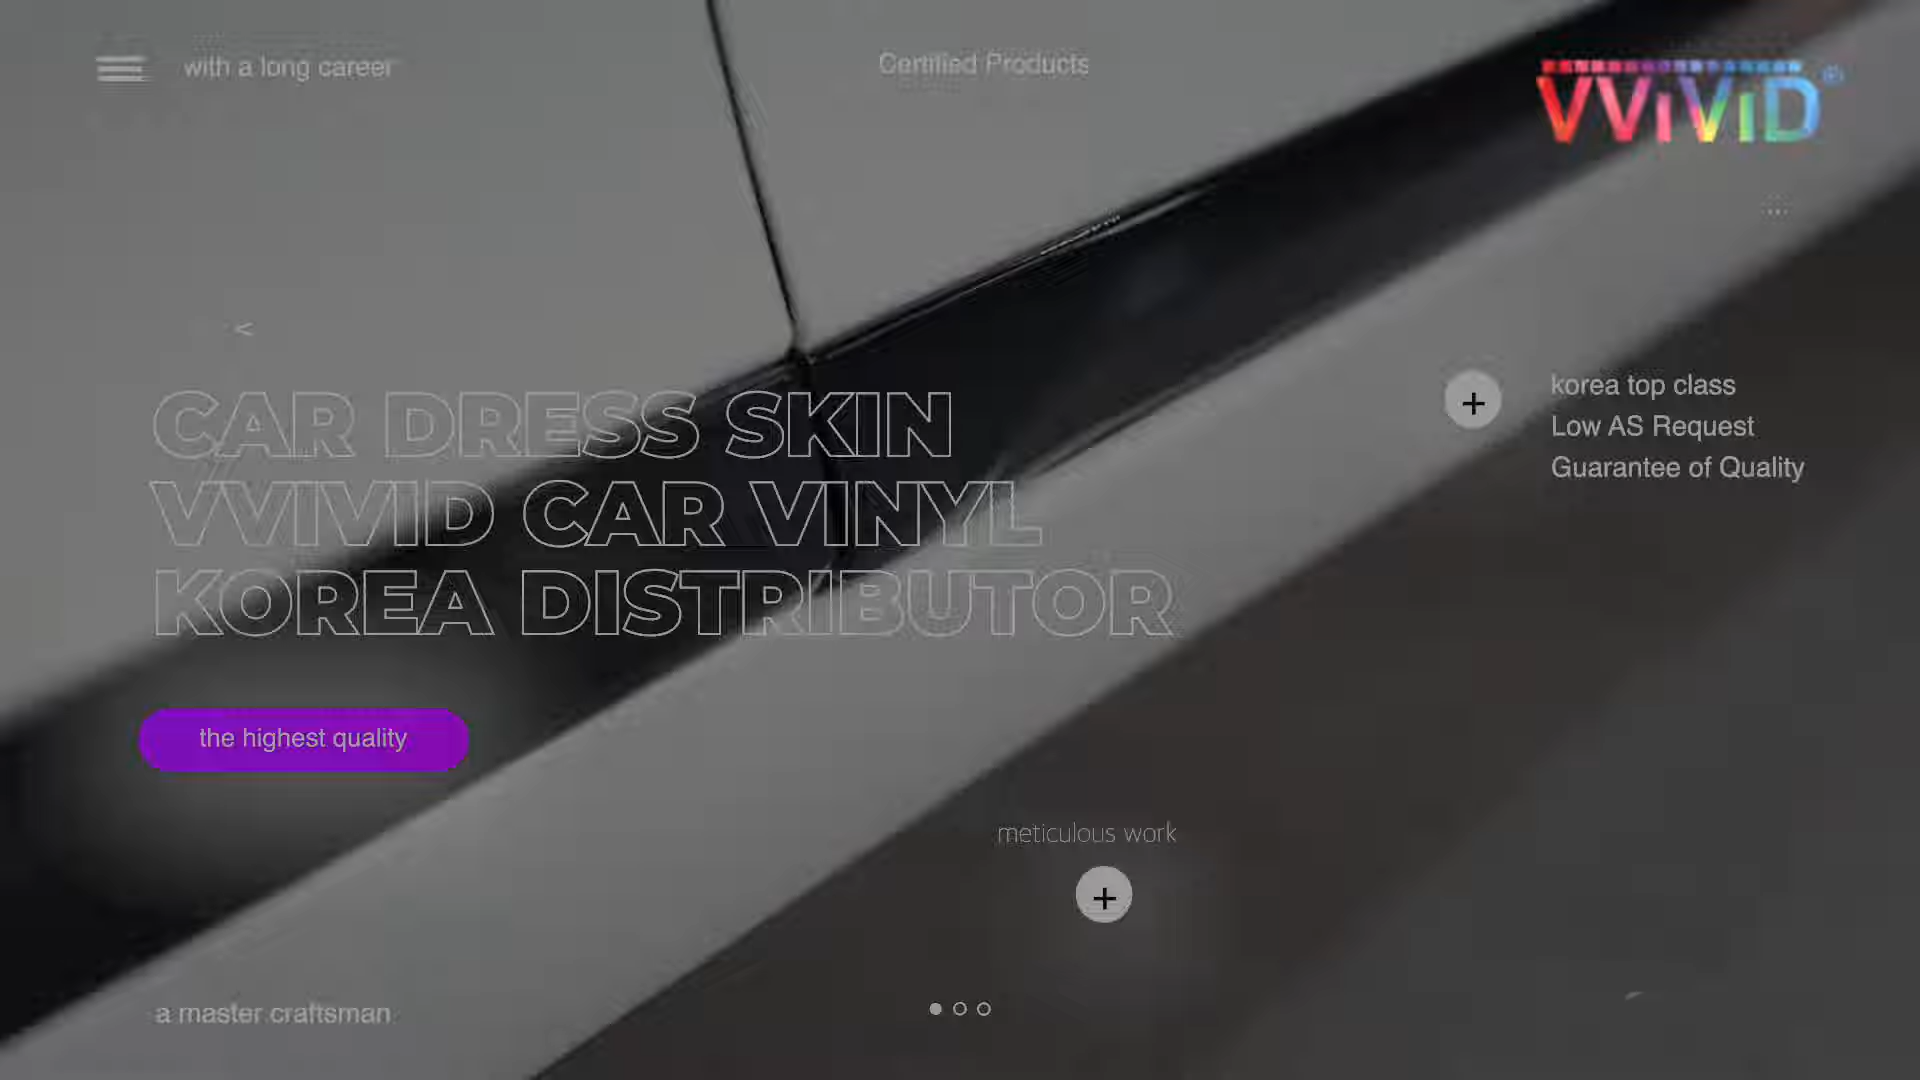 with a long career
Certified Products
VViViD®
<
CAR DRESS SKIN
VVIVID CAR VINYL
KOREA DISTRIBUTOR
korea top class
Low AS Request
Guarantee of Quality
the highest quality
meticulous work
a master craftsman